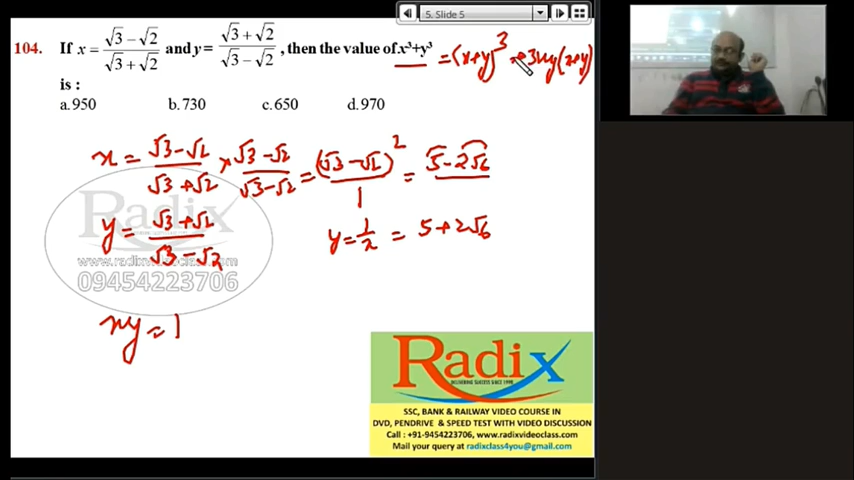 5. Slide 5
104. If x = (√3 − √2)/(√3 + √2) and y = (√3 + √2)/(√3 − √2), then the value of x³+y³ = (x+y)³ − 3xy(x+y)
is :
a.950 b.730 c.650 d.970
x = (√3 − √2)/(√3 + √2) × (√3 − √2)/(√3 − √2) = (√3 − √2)²/1 = 5 − 2√6
y = (√3 + √2)/(√3 − √2)
y = 1/x = 5 + 2√6
Radix
09454223706
xy = 1
Radix
DELIVERING SUCCESS SINCE 1998
SSC, BANK & RAILWAY VIDEO COURSE IN
DVD, PENDRIVE & SPEED TEST WITH VIDEO DISCUSSION
Call : +91-9454223706, www.radixvideoclass.com
Mail your query at radixclass4you@gmail.com